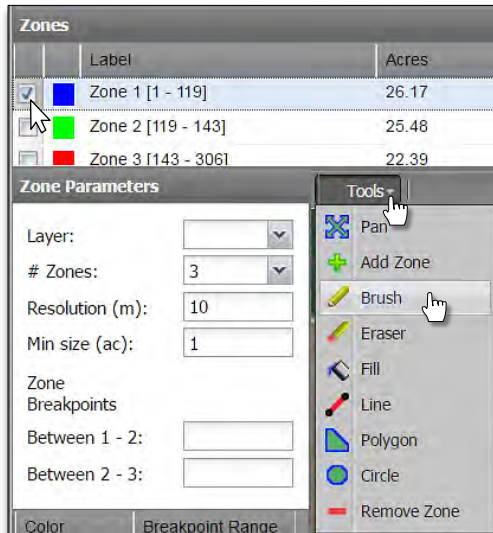 Zones
Label Acres
Zone 1 [1 - 119] 26.17
Zone 2 [119 - 143] 25.48
Zone 3 [143 - 306] 22.39
Zone Parameters
Layer:
# Zones: 3
Resolution (m): 10
Min size (ac): 1
Zone
Breakpoints
Between 1 - 2:
Between 2 - 3:
Color Breakpoint Range
Tools
Pan
Add Zone
Brush
Eraser
Fill
Line
Polygon
Circle
Remove Zone